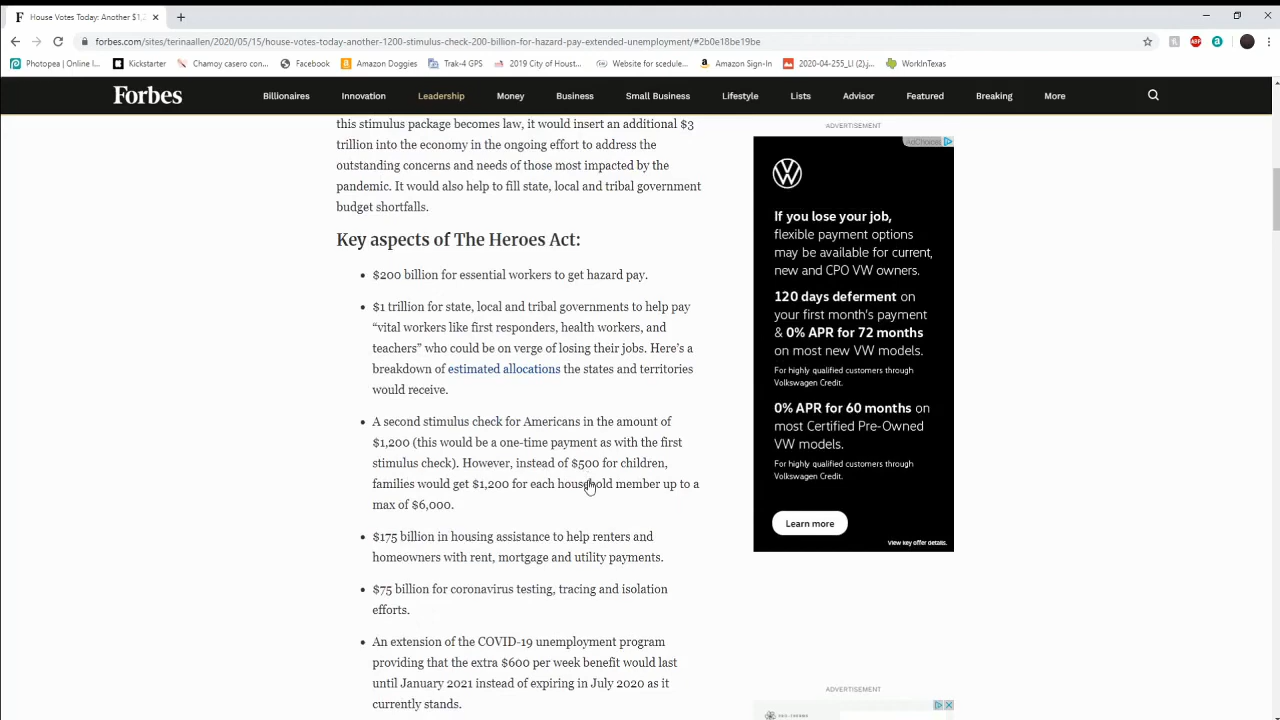 House Votes Today: Another $1,2
forbes.com/sites/terinaallen/2020/05/15/house-votes-today-another-1200-stimulus-check-200-billion-for-hazard-pay-extended-unemployment/#2b0e18be19be
ABP
Photopea | Online I...
Kickstarter
Chamoy casero con...
Facebook
Amazon Doggies
Trak-4 GPS
2019 City of Houst...
Website for scedule...
Amazon Sign-In
2020-04-255_LI (2).j...
WorkInTexas
Forbes
Billionaires
Innovation
Leadership
Money
Business
Small Business
Lifestyle
Lists
Advisor
Featured
Breaking
More
this stimulus package becomes law, it would insert an additional $3
trillion into the economy in the ongoing effort to address the
outstanding concerns and needs of those most impacted by the
pandemic. It would also help to fill state, local and tribal government
budget shortfalls.
Key aspects of The Heroes Act:
• $200 billion for essential workers to get hazard pay.
• $1 trillion for state, local and tribal governments to help pay
“vital workers like first responders, health workers, and
teachers” who could be on verge of losing their jobs. Here’s a
breakdown of estimated allocations the states and territories
would receive.
• A second stimulus check for Americans in the amount of
$1,200 (this would be a one-time payment as with the first
stimulus check). However, instead of $500 for children,
families would get $1,200 for each household member up to a
max of $6,000.
• $175 billion in housing assistance to help renters and
homeowners with rent, mortgage and utility payments.
• $75 billion for coronavirus testing, tracing and isolation
efforts.
• An extension of the COVID-19 unemployment program
providing that the extra $600 per week benefit would last
until January 2021 instead of expiring in July 2020 as it
currently stands.
ADVERTISEMENT
If you lose your job,
flexible payment options
may be available for current,
new and CPO VW owners.
120 days deferment on
your first month's payment
& 0% APR for 72 months
on most new VW models.
For highly qualified customers through
Volkswagen Credit.
0% APR for 60 months on
most Certified Pre-Owned
VW models.
For highly qualified customers through
Volkswagen Credit.
Learn more
View key offer details.
ADVERTISEMENT